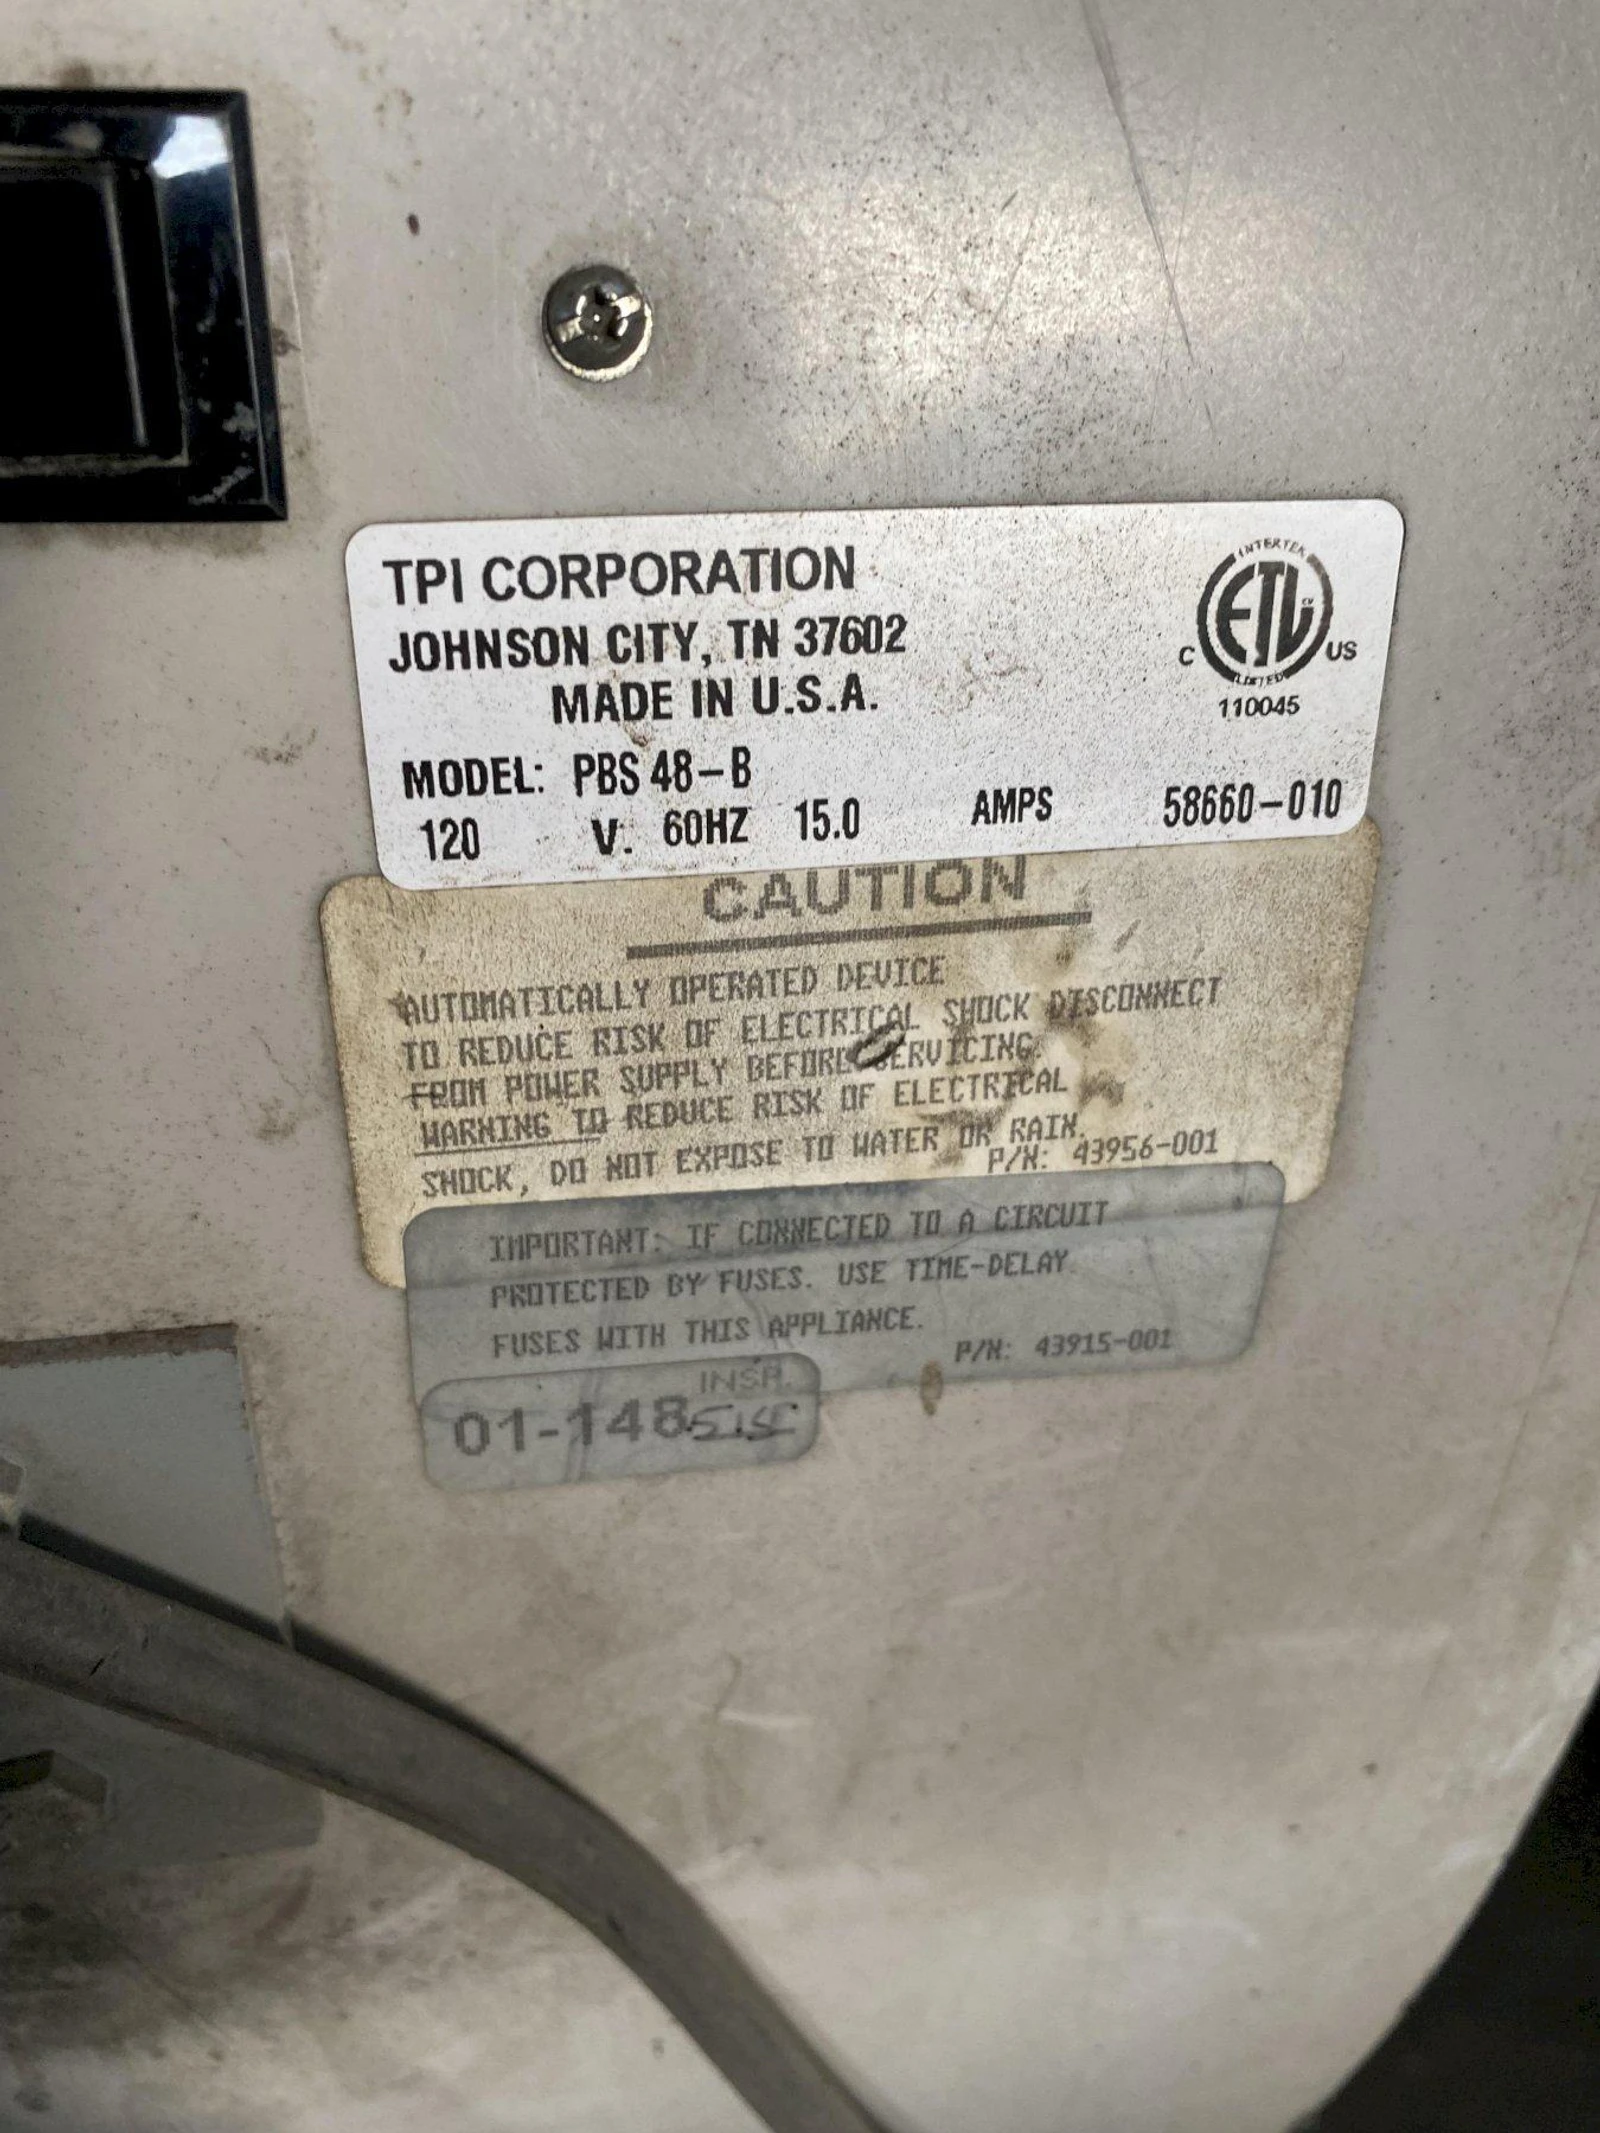 TPI CORPORATION
JOHNSON CITY, TN 37602
MADE IN U.S.A.
INTERTEK
ETL
CM
C US
LISTED
110045
MODEL: PBS 48-B
120 V. 60HZ 15.0 AMPS 58660-010
CAUTION
AUTOMATICALLY OPERATED DEVICE
TO REDUCE RISK OF ELECTRICAL SHOCK DISCONNECT
FROM POWER SUPPLY BEFORE SERVICING.
WARNING TO REDUCE RISK OF ELECTRICAL
SHOCK, DO NOT EXPOSE TO WATER OR RAIN.
P/N: 43956-001
IMPORTANT: IF CONNECTED TO A CIRCUIT
PROTECTED BY FUSES. USE TIME-DELAY
FUSES WITH THIS APPLIANCE.
P/N: 43915-001
INSP.
01-148